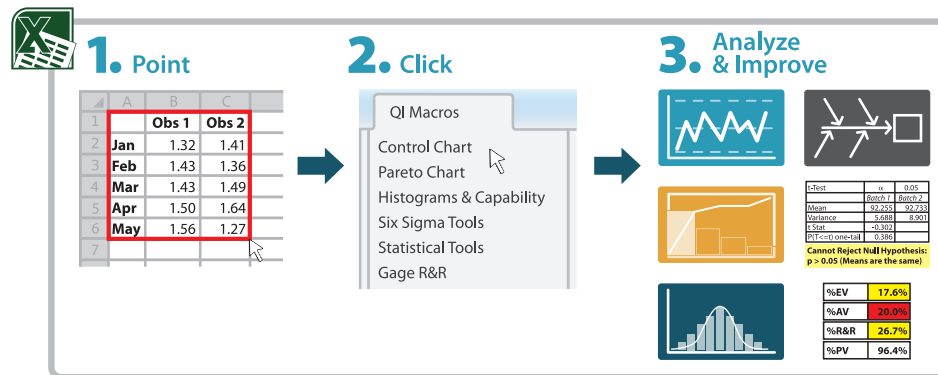 1. Point
A B C
1 Obs 1 Obs 2
2 Jan 1.32 1.41
3 Feb 1.43 1.36
4 Mar 1.43 1.49
5 Apr 1.50 1.64
6 May 1.56 1.27
7
2. Click
QI Macros
Control Chart
Pareto Chart
Histograms & Capability
Six Sigma Tools
Statistical Tools
Gage R&R
3. Analyze
& Improve
t-Test α 0.05
Batch 1 Batch 2
Mean 92.255 92.733
Variance 5.688 8.901
t Stat -0.302
P(T<=t) one-tail 0.386
Cannot Reject Null Hypothesis:
p > 0.05 (Means are the same)
%EV 17.6%
%AV 20.0%
%R&R 26.7%
%PV 96.4%